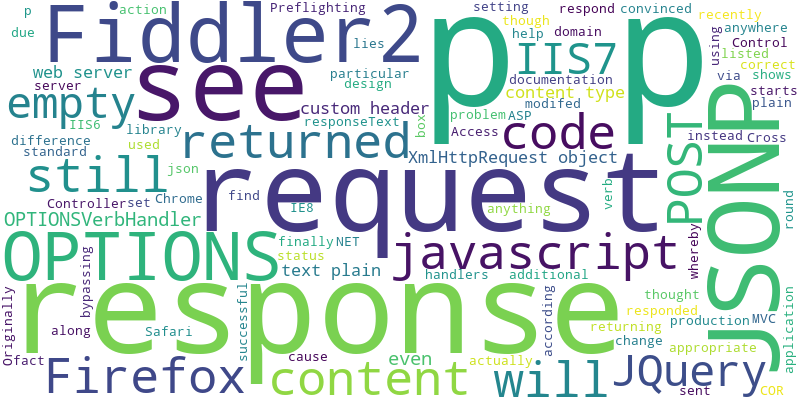 p action Preflighting setting though respond domain convinced recently anywhere
Fiddler2 due lies help Control
p p
see IIS7 using listed correct
web server particular design documentation via shows
server content type starts
empty custom header modifed plain
IIS6 library responseText box problem ASP code Access instead Cross
difference used returned JSONP
standard XmlHttpRequest object POST
still json request
Controller set Chrome find IE8 anything verb round
OPTIONSVerbHandler finally NET javascript whereby
OPTIONS status
text plain handlers additional
Originally bypassing response successful according thought production MVC
responded application
along Safari returning change
Ofact cause even actually appropriate
Firefox content will JQuery sent COR